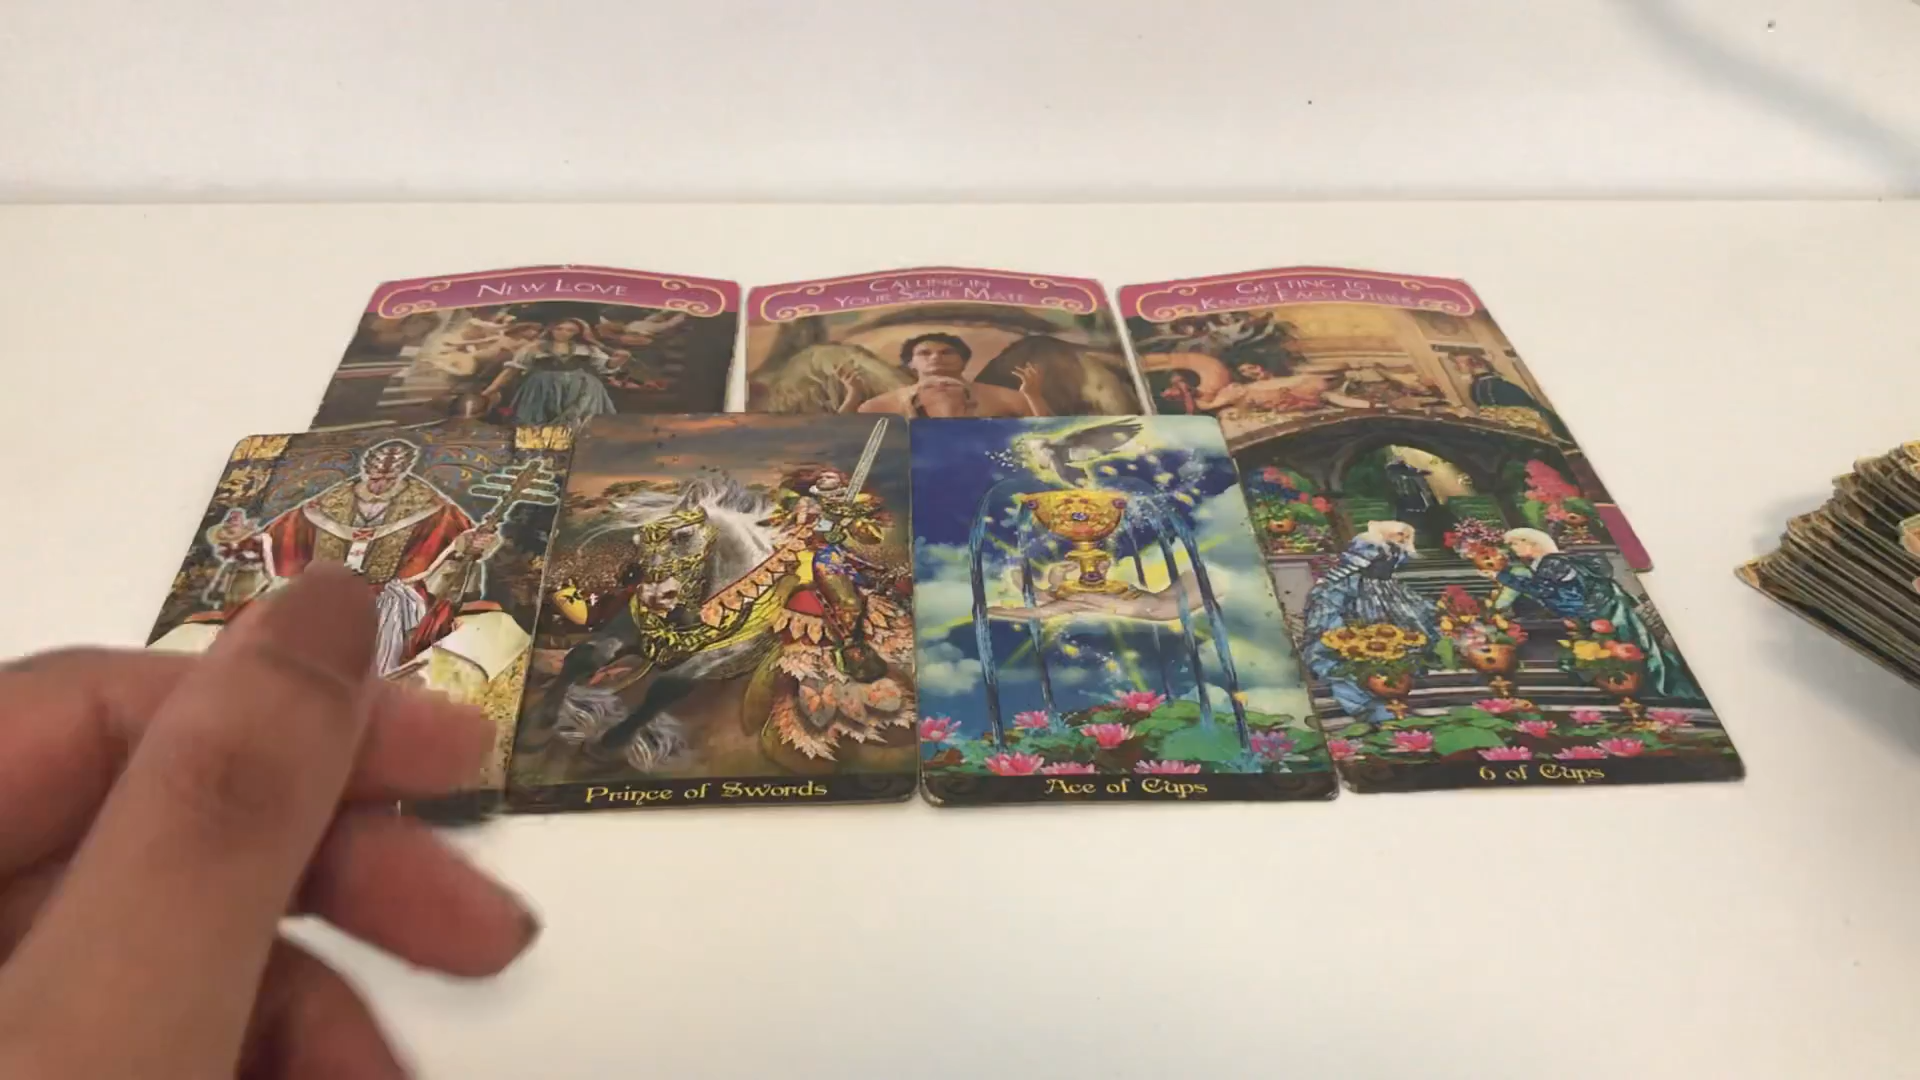 New Love
Calling in
Your Soul Mate
Getting to
Know Each Other
Prince of Swords
Ace of Cups
6 of Cups